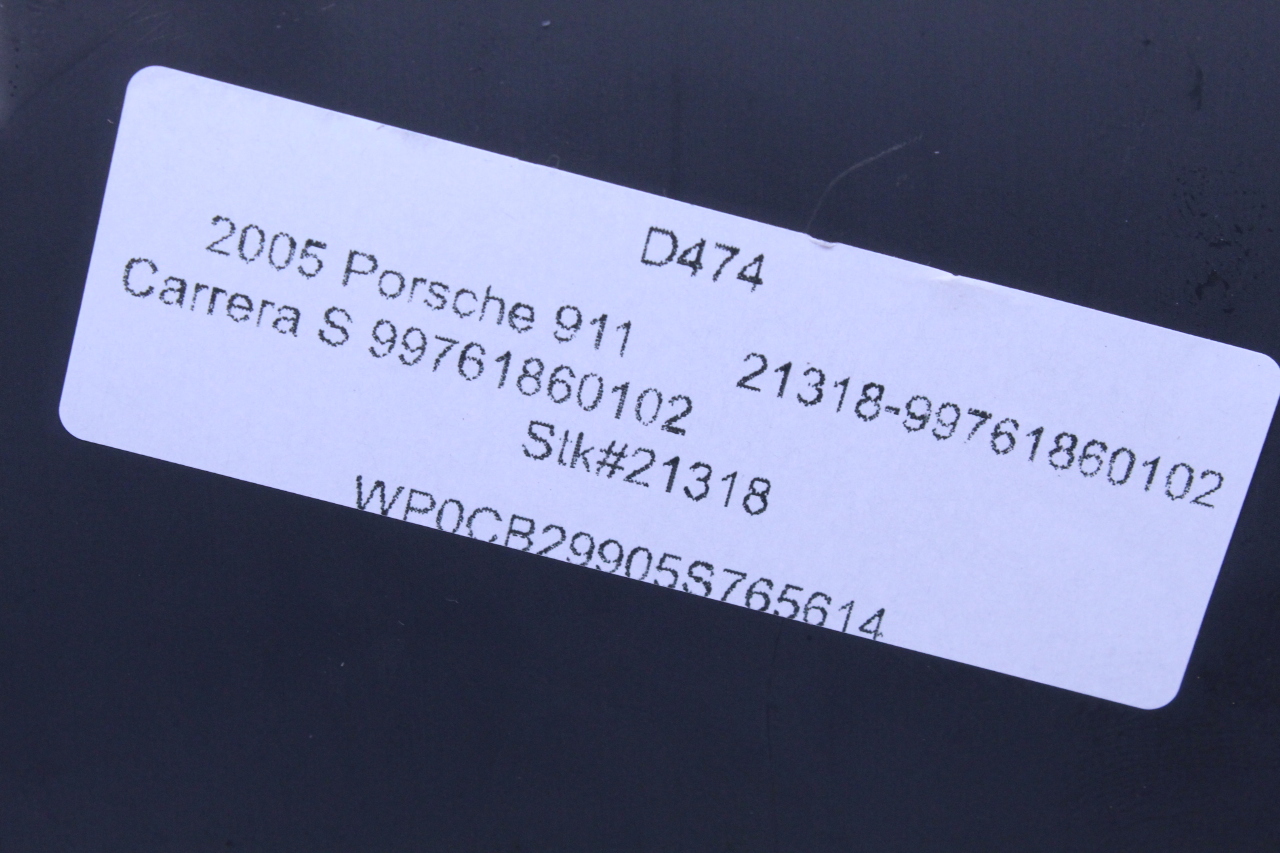 D474
2005 Porsche 911
Carrera S 99761860102
21318-99761860102
Stk#21318
WP0CB29905S765614